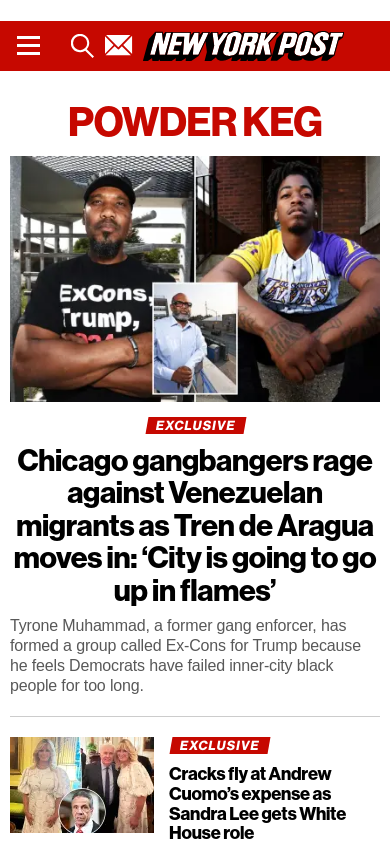 NEW YORK POST
POWDER KEG
ExCons,
Trump,
EXCLUSIVE
Chicago gangbangers rage
against Venezuelan
migrants as Tren de Aragua
moves in: ‘City is going to go
up in flames’
Tyrone Muhammad, a former gang enforcer, has
formed a group called Ex-Cons for Trump because
he feels Democrats have failed inner-city black
people for too long.
EXCLUSIVE
Cracks fly at Andrew
Cuomo’s expense as
Sandra Lee gets White
House role